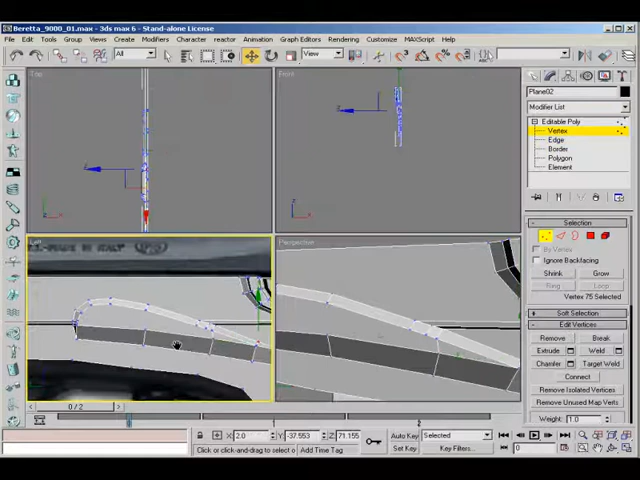 Beretta_9000_01.max - 3ds max 6 - Stand-alone License
File Edit Tools Group Views Create Modifiers Character reactor Animation Graph Editors Rendering Customize MAXScript Help
All
View
Top
Front
Plane02
Modifier List
Editable Poly
Vertex
Edge
Border
Polygon
Element
Selection
By Vertex
Ignore Backfacing
Shrink Grow
Ring Loop
Vertex 75 Selected
Soft Selection
Edit Vertices
Remove Break
Extrude Weld
Chamfer Target Weld
Connect
Remove Isolated Vertices
Remove Unused Map Verts
Weight: 1.0
Left
Perspective
0 / 2
X: 2.0 Y: -37.553 Z: 71.155
Auto Key Selected
Set Key Key Filters...
0
Click or click-and-drag to select o
Add Time Tag